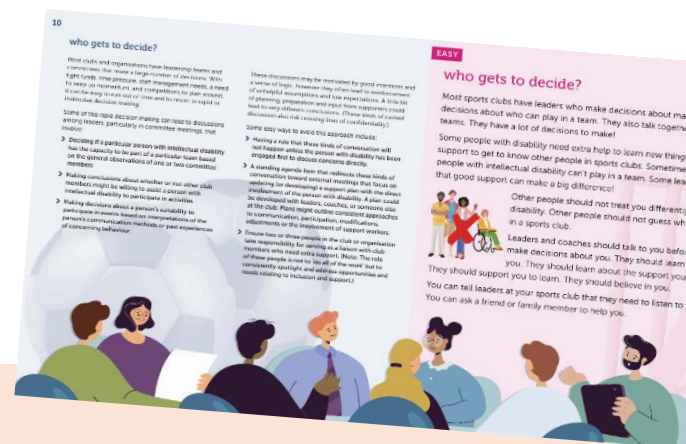 10
who gets to decide?
Most clubs and organisations have leadership teams and
committees that make a large number of decisions. With
tight funds, time pressure, staff management needs, a need
to keep up momentum, and competitions to plan around,
it can be easy to run out of time and to resort to rapid or
instinctive decision making.
Some of this rapid decision making can lead to discussions
among leaders, particularly in committee meetings, that
involve:
Deciding if a particular person with intellectual disability
has the capacity to be part of a particular team based
on the general observations of one or two committee
members
Making conclusions about whether or not other club
members might be willing to assist a person with
intellectual disability to participate in activities
Making decisions about a person's suitability to
participate in events based on interpretations of the
person's communication methods or past experiences
of concerning behaviour
These discussions may be motivated by good intentions and
a sense of logic, however they often lead to reinforcement
of unhelpful assumptions and low expectations. A little bit
of planning, preparation and input from supporters could
lead to very different conclusions. (These kinds of rushed
discussion also risk crossing lines of confidentiality.)
Some easy ways to avoid this approach include:
Having a rule that these kinds of conversation will
not happen unless the person with disability has been
engaged first to discuss concerns directly.
A standing agenda item that redirects these kinds of
conversation toward external meetings that focus on
updating (or developing) a support plan with the direct
involvement of the person with disability. A plan could
be developed with leaders, coaches, or someone else
at the club. Plans might outline consistent approaches
to communication, participation, modifications,
adjustments or the involvement of support workers.
Ensure two or three people in the club or organisation
take responsibility for serving as a liaison with club
members who need extra support. (Note: The role
of these people is not to 'do all of the work' but to
consistently spotlight and address opportunities and
needs relating to inclusion and support.)
EASY
who gets to decide?
Most sports clubs have leaders who make decisions about ma
decisions about who can play in a team. They also talk togethe
teams. They have a lot of decisions to make!
Some people with disability need extra help to learn new things
support to get to know other people in sports clubs. Sometime
people with intellectual disability can't play in a team. Some lea
that good support can make a big difference!
Other people should not treat you differently
disability. Other people should not guess wh
in a sports club.
Leaders and coaches should talk to you befo
make decisions about you. They should learn
you. They should learn about the support you
They should support you to learn. They should believe in you.
You can tell leaders at your sports club that they need to listen to
You can ask a friend or family member to help you.